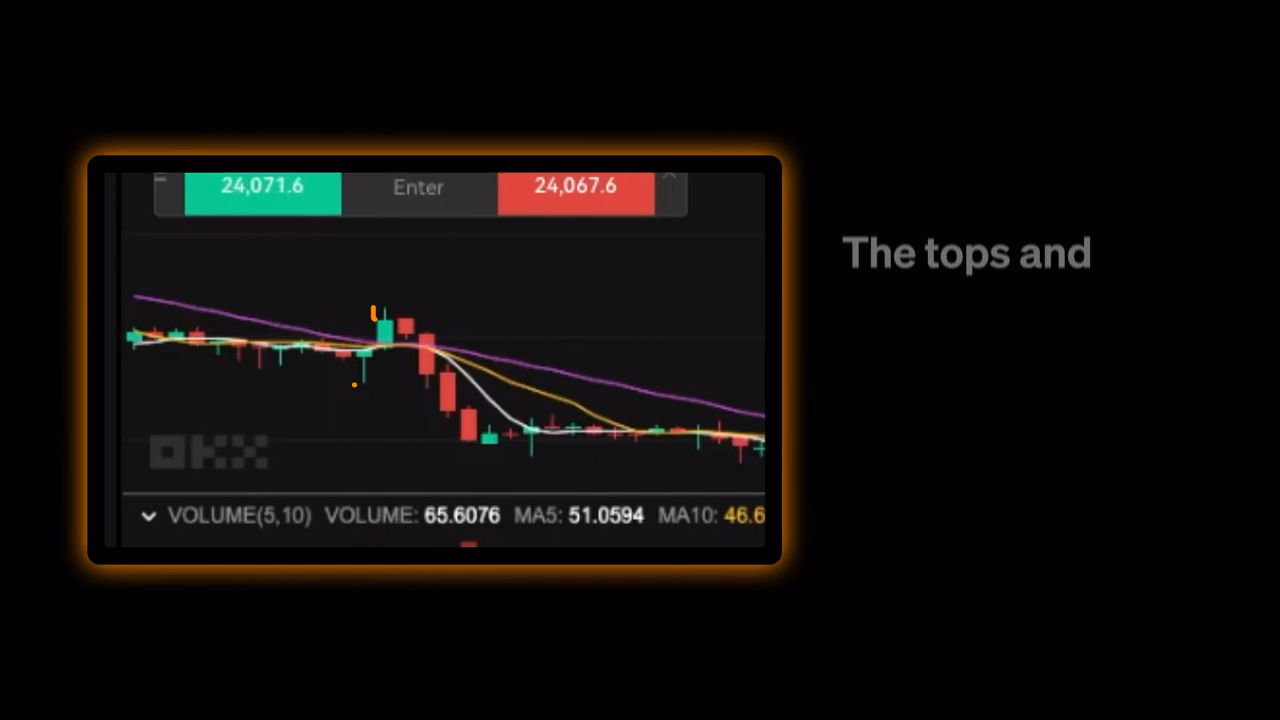 24,071.6
Enter
24,067.6
The tops and
OKX
VOLUME(5,10) VOLUME: 65.6076 MA5: 51.0594 MA10: 46.6